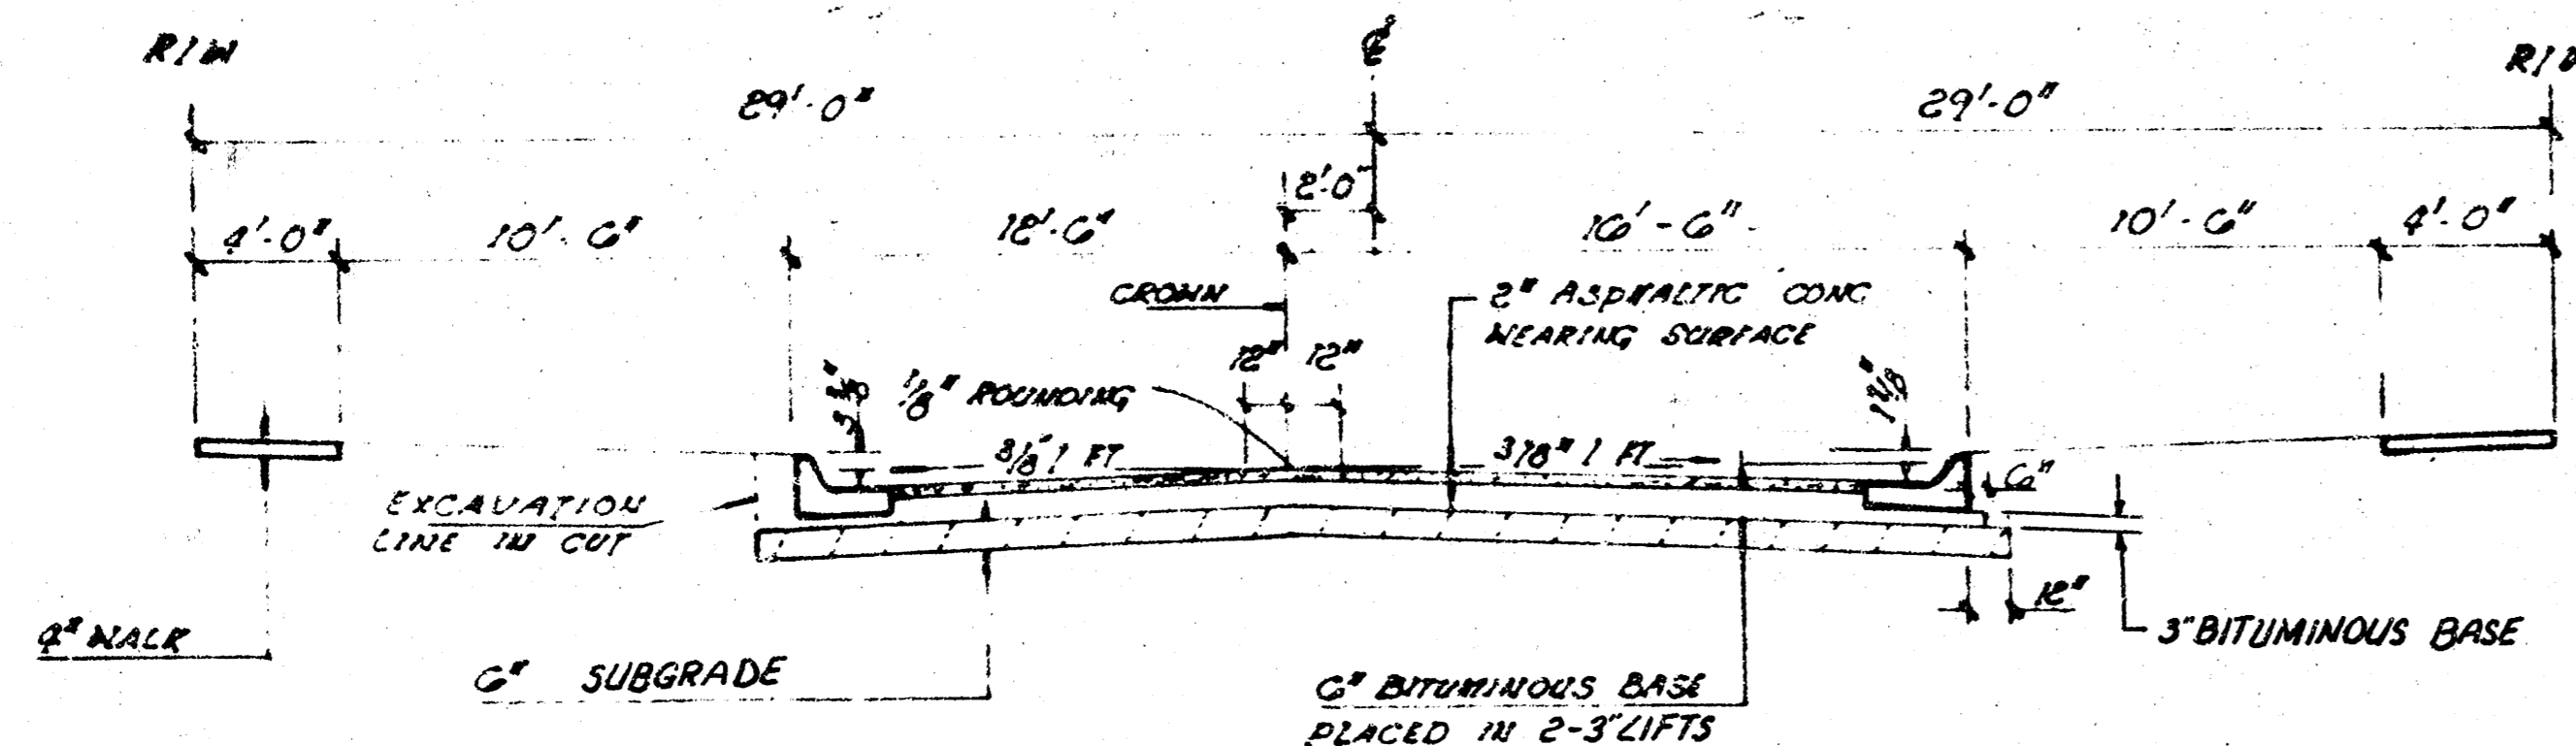 R/W
℄
29'-0"
29'-0"
2'-0"
4'-0"
10'-6"
12'-6"
16'-6"
10'-6"
4'-0"
CROWN
2" ASPHALTIC CONC
WEARING SURFACE
12" 12"
1/8" ROUNDING
3/8" / FT
3/8" / FT
6"
EXCAVATION
LINE IN CUT
12"
4" WALK
3" BITUMINOUS BASE
6" SUBGRADE
6" BITUMINOUS BASE
PLACED IN 2-3" LIFTS